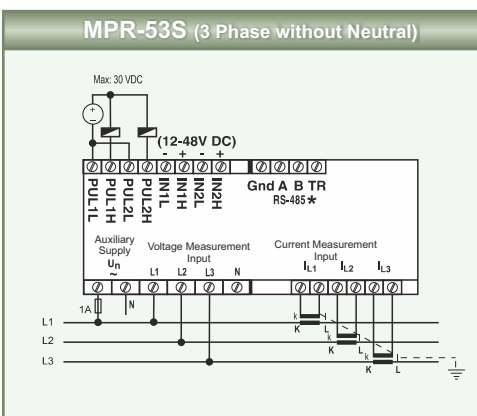 MPR-53S (3 Phase without Neutral)
Max: 30 VDC
+
−
(12-48V DC)
- + - +
PUL1L PUL1H PUL2L PUL2H IN1L IN1H IN2L IN2H
Gnd A B TR
RS-485 *
Auxiliary
Supply
Un
~
Voltage Measurement
Input
L1 L2 L3 N
Current Measurement
Input
IL1 IL2 IL3
1A
N
L1
k l
K L
L2
k l
K L
L3
k l
K L